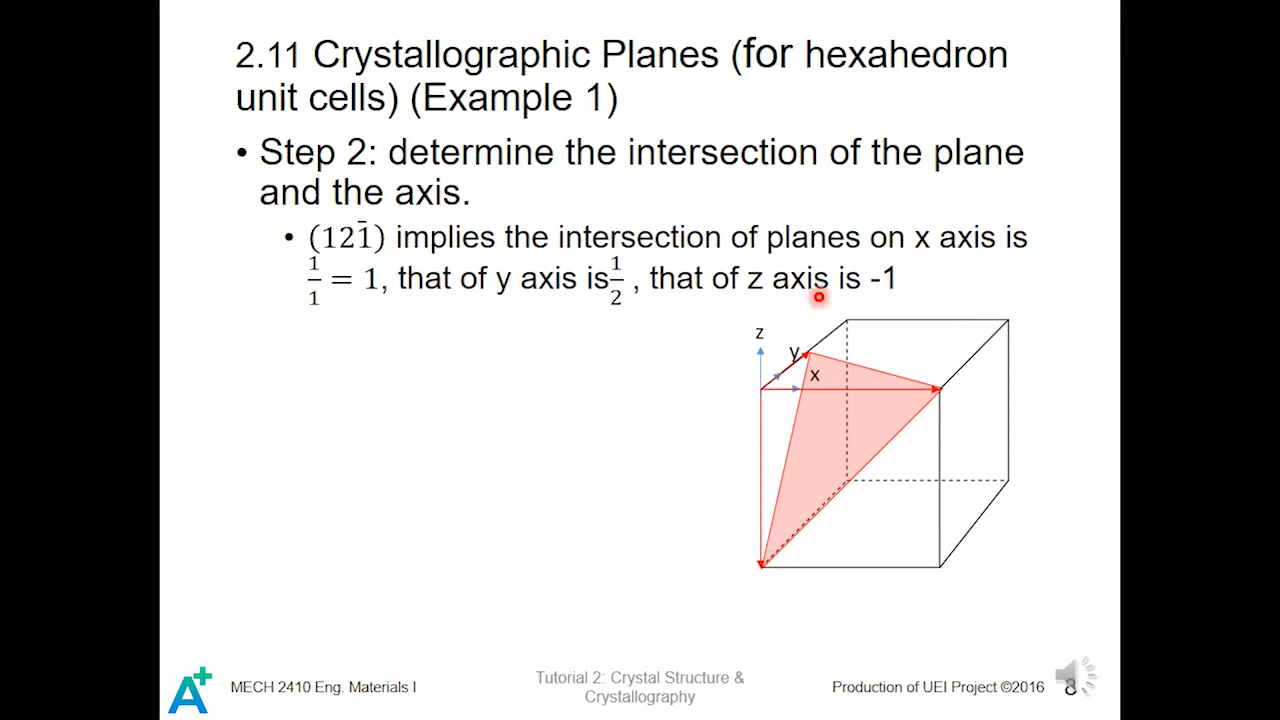 2.11 Crystallographic Planes (for hexahedron
unit cells) (Example 1)
• Step 2: determine the intersection of the plane
and the axis.
• (121̄) implies the intersection of planes on x axis is
1/1 = 1, that of y axis is 1/2 , that of z axis is -1
z
y
x
A+
MECH 2410 Eng. Materials I
Tutorial 2: Crystal Structure &
Crystallography
Production of UEI Project ©2016
8